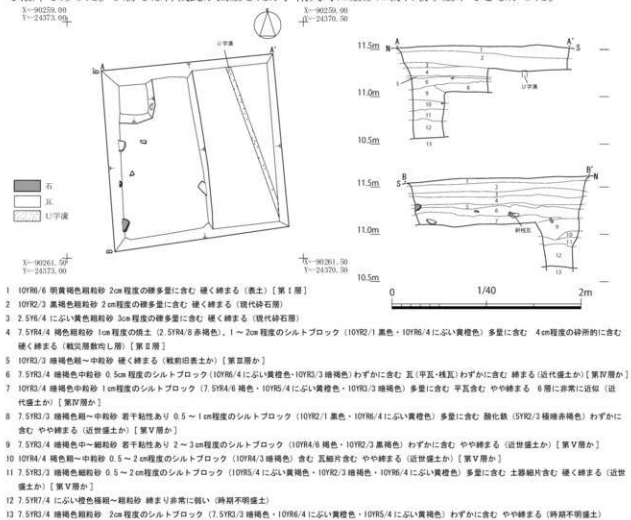 X=-90259.00
Y=-24373.00
X=-90259.00
Y=-24370.50
A
A'
B'
B
U字溝
石
瓦
U字溝
X=-90261.50
Y=-24373.00
X=-90261.50
Y=-24370.50
11.5m
A
N
A'
S
11.0m
10.5m
U字溝
11.5m
B
S
B'
N
11.0m
10.5m
軒桟瓦
0
1/40
2m
1 10YR6/6 明黄褐色粗粒砂 2cm 程度の礫多量に含む 硬く締まる（表土）[第Ⅰ層]
2 10YR2/3 黒褐色粗粒砂 2cm程度の礫多量に含む 硬く締まる（現代砕石層）
3 2.5Y6/4 にぶい黄色粗粒砂 3cm 程度の礫多量に含む 硬く締まる（現代砕石層）
4 7.5YR4/4 褐色粗粒砂 1cm 程度の焼土（2.5YR4/8 赤褐色）、1～2cm程度のシルトブロック（10YR2/1 黒色・10YR6/4 にぶい黄橙色）多量に含む 4cm程度の砕所的に含む
硬く締まる（戦災層敷均し層）[第Ⅱ層]
5 10YR3/3 暗褐色粗～中粒砂 硬く締まる（戦前旧表土か）[第Ⅲ層か]
6 7.5YR3/4 暗褐色中粒砂 0.5cm 程度のシルトブロック（10YR6/4 にぶい黄橙色・10YR3/3 暗褐色）わずかに含む 瓦（平瓦・桟瓦）わずかに含む 締まる（近代盛土か）[第Ⅳ層か]
7 10YR3/4 暗褐色中粒砂 1cm 程度のシルトブロック（7.5YR4/6 褐色・10YR5/4 にぶい黄褐色・10YR3/3 暗褐色）多量に含む 平瓦含む やや締まる 6層に非常に近似（近
代盛土か）[第Ⅳ層か]
8 7.5YR3/3 暗褐色細～中粒砂 若干粘性あり 0.5～1cm程度のシルトブロック（10YR2/1 黒色・10YR6/4 にぶい黄橙色）多量に含む 酸化鉄（5YR2/3 極暗赤褐色）わずかに
含む やや締まる（近世盛土か）[第Ⅴ層か]
9 7.5YR3/4 暗褐色中～細粒砂 若干粘性あり 2～3cm程度のシルトブロック（10YR4/6 褐色・10YR2/3 黒褐色）わずかに含む やや締まる（近世盛土か）[第Ⅴ層か]
10 10YR4/4 褐色粗～中粒砂 0.5～2cm程度のシルトブロック（10YR4/3 暗褐色）含む 瓦細片含む やや締まる（近世盛土か）[第Ⅴ層か]
11 7.5YR3/3 暗褐色細粒砂 0.5～2cm程度のシルトブロック（10YR5/4 にぶい黄褐色・10YR2/3 暗褐色・10YR6/4 にぶい黄橙色）多量に含む 土器細片含む 硬く締まる（近世
盛土か）[第Ⅴ層か]
12 7.5YR7/4 にぶい橙色極粗～粗粒砂 締まり非常に弱い（時期不明盛土）
13 7.5YR3/4 暗褐色粗粒砂 2cm 程度のシルトブロック（7.5YR3/3 暗褐色・10YR6/4 にぶい黄橙色・10YR5/4 にぶい黄褐色）わずかに含む やや締まる（時期不明盛土）